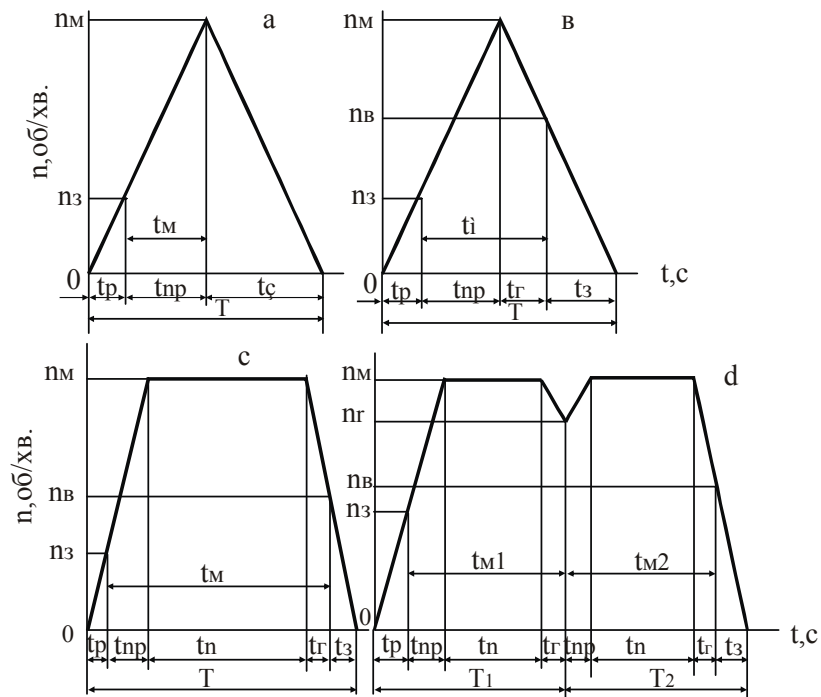 nм
а
nм
в
n,об/хв.
nв
nз
nз
tм
tì
0
0
t,c
tр
tпр
tç
tр
tпр
tг
tз
T
T
c
d
nм
nм
nг
n,об/хв.
nв
nв
nз
nз
tм
tм1
tм2
0
0
t,c
tр
tпр
tп
tг
tз
tр
tпр
tп
tг
tпр
tп
tг
tз
T
T1
T2